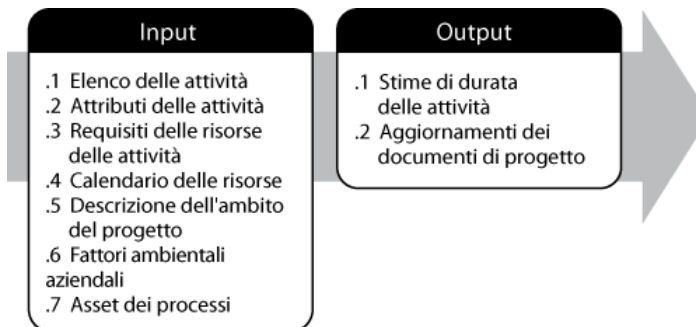 Input
.1 Elenco delle attività
.2 Attributi delle attività
.3 Requisiti delle risorse
delle attività
.4 Calendario delle risorse
.5 Descrizione dell'ambito
del progetto
.6 Fattori ambientali
aziendali
.7 Asset dei processi
Output
.1 Stime di durata
delle attività
.2 Aggiornamenti dei
documenti di progetto